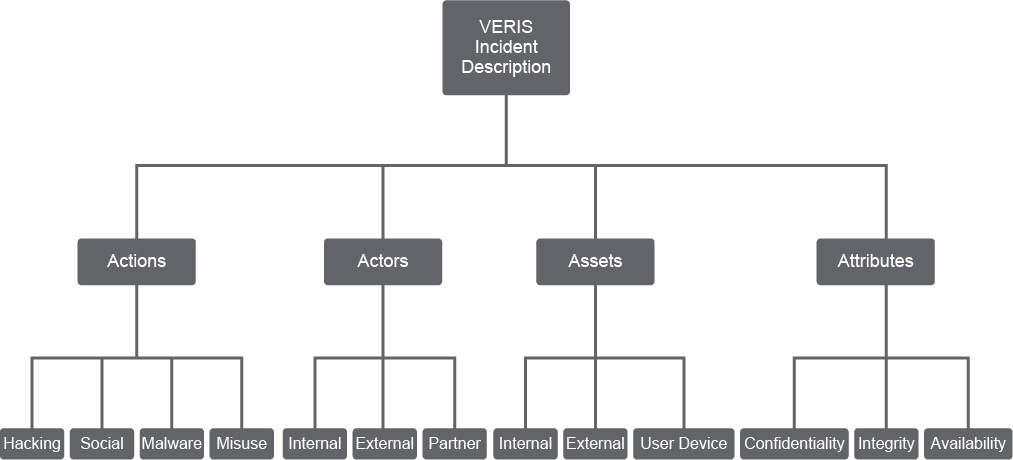 VERIS
Incident
Description
Actions
Actors
Assets
Attributes
Hacking
Social
Malware
Misuse
Internal
External
Partner
Internal
External
User Device
Confidentiality
Integrity
Availability